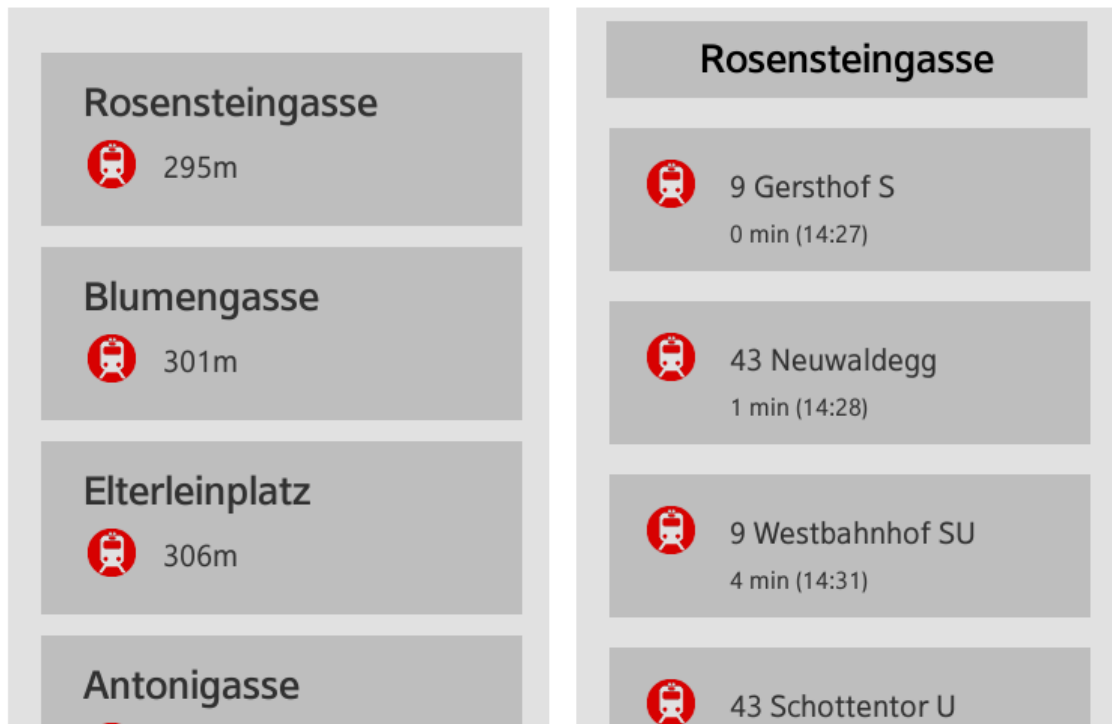 Rosensteingasse
295m
Blumengasse
301m
Elterleinplatz
306m
Antonigasse
Rosensteingasse
9 Gersthof S
0 min (14:27)
43 Neuwaldegg
1 min (14:28)
9 Westbahnhof SU
4 min (14:31)
43 Schottentor U